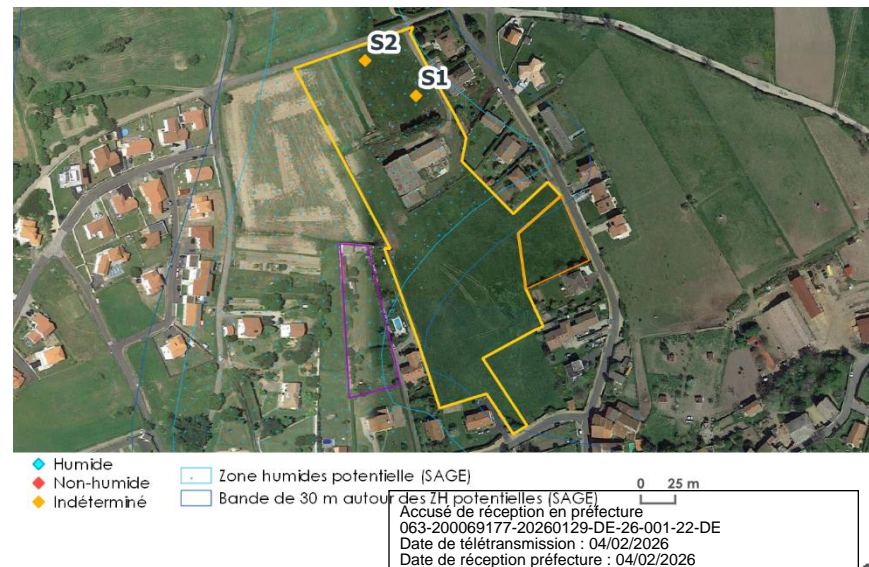 S2
S1
Humide
Non-humide
Indéterminé
Zone humides potentielle (SAGE)
Bande de 30 m autour des ZH potentielles (SAGE)
0 25 m
Accusé de réception en préfecture
063-200069177-20260129-DE-26-001-22-DE
Date de télétransmission : 04/02/2026
Date de réception préfecture : 04/02/2026